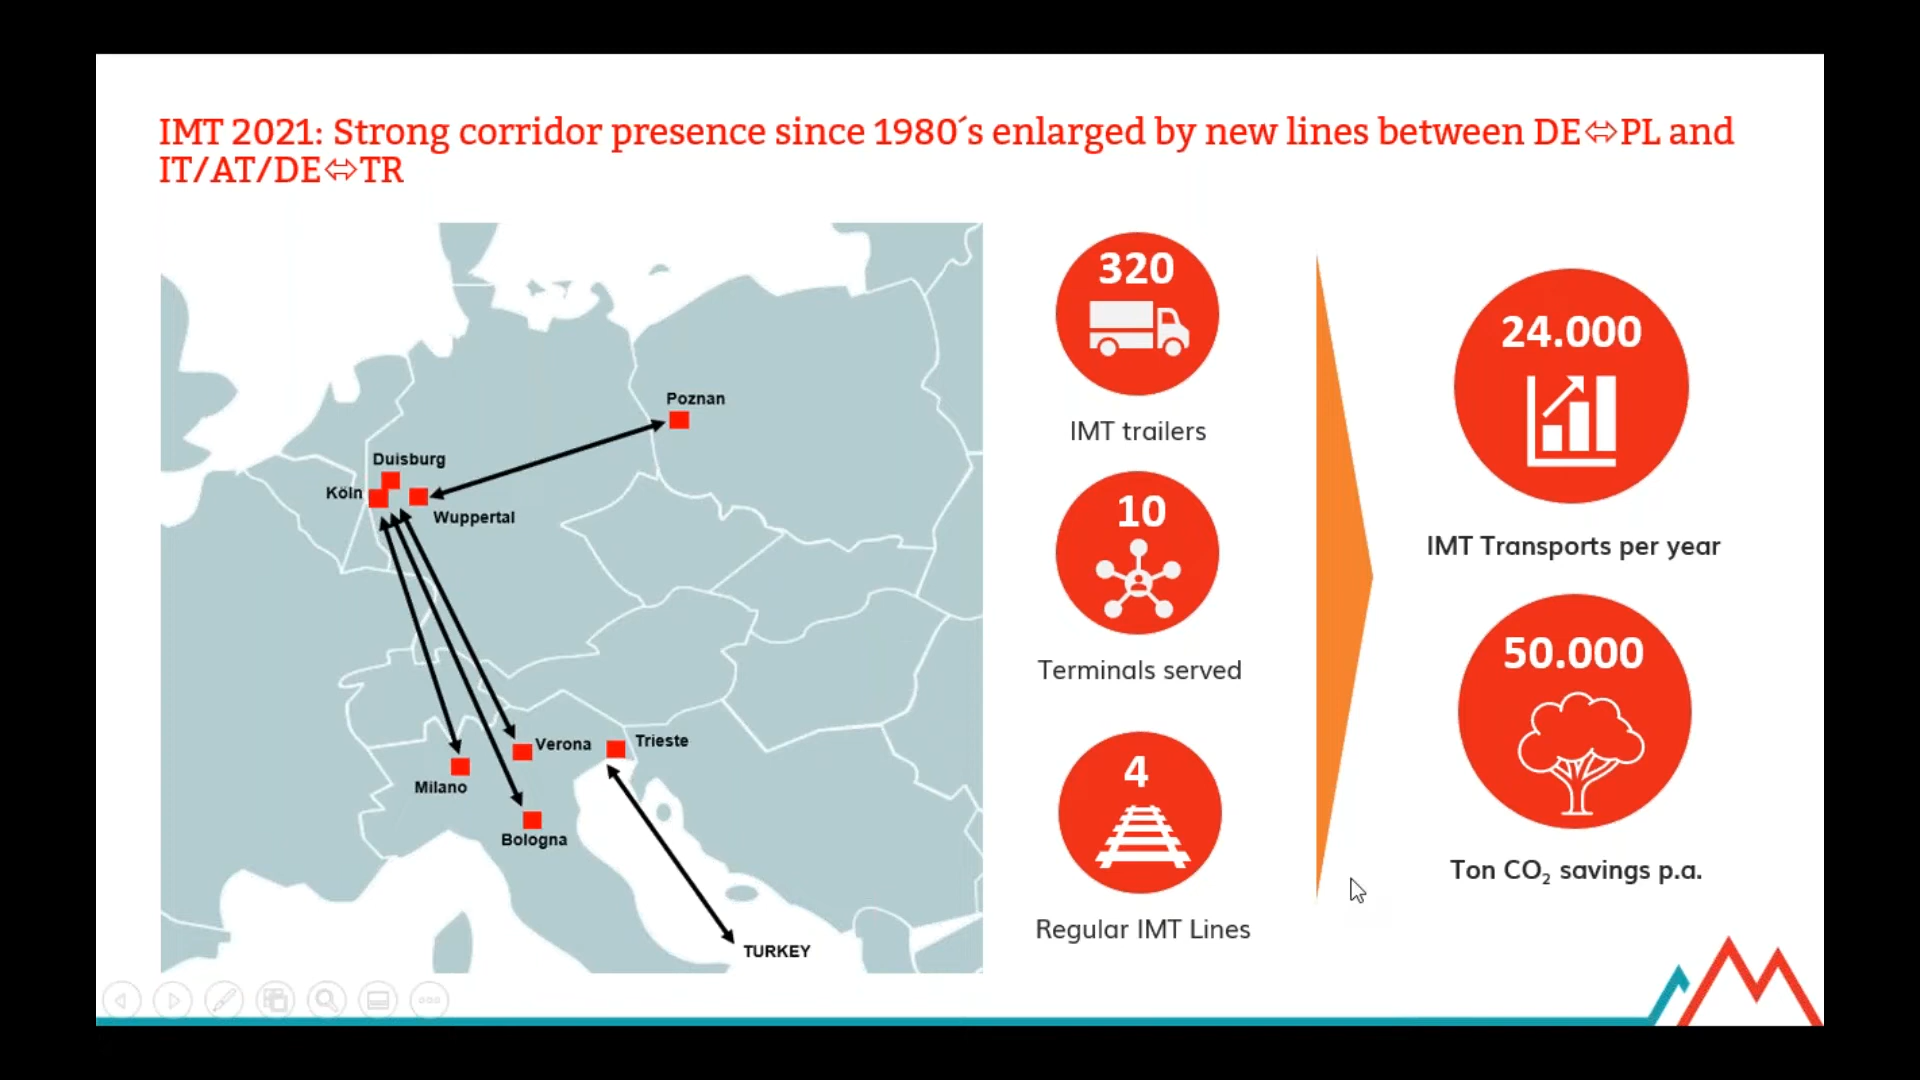 IMT 2021: Strong corridor presence since 1980´s enlarged by new lines between DE⬄PL and
IT/AT/DE⬄TR
Poznan
Duisburg
Köln
Wuppertal
Verona
Trieste
Milano
Bologna
TURKEY
320
IMT trailers
10
Terminals served
4
Regular IMT Lines
24.000
IMT Transports per year
50.000
Ton CO₂ savings p.a.